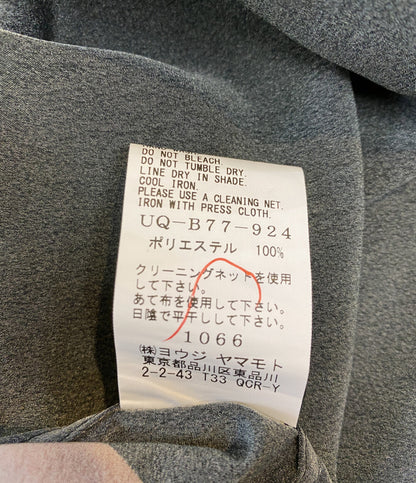 DO NOT BLEACH.
DO NOT TUMBLE DRY.
LINE DRY IN SHADE.
COOL IRON.
PLEASE USE A CLEANING NET.
IRON WITH PRESS CLOTH.
UQ-B77-924
ポリエステル 100%
クリーニングネットを使用
して下さい。
あて布を使用して下さい。
日陰で平干しして下さい。
1066
㈱ヨウジ ヤマモト
東京都品川区東品川
2-2-43 T33 QCR-Y